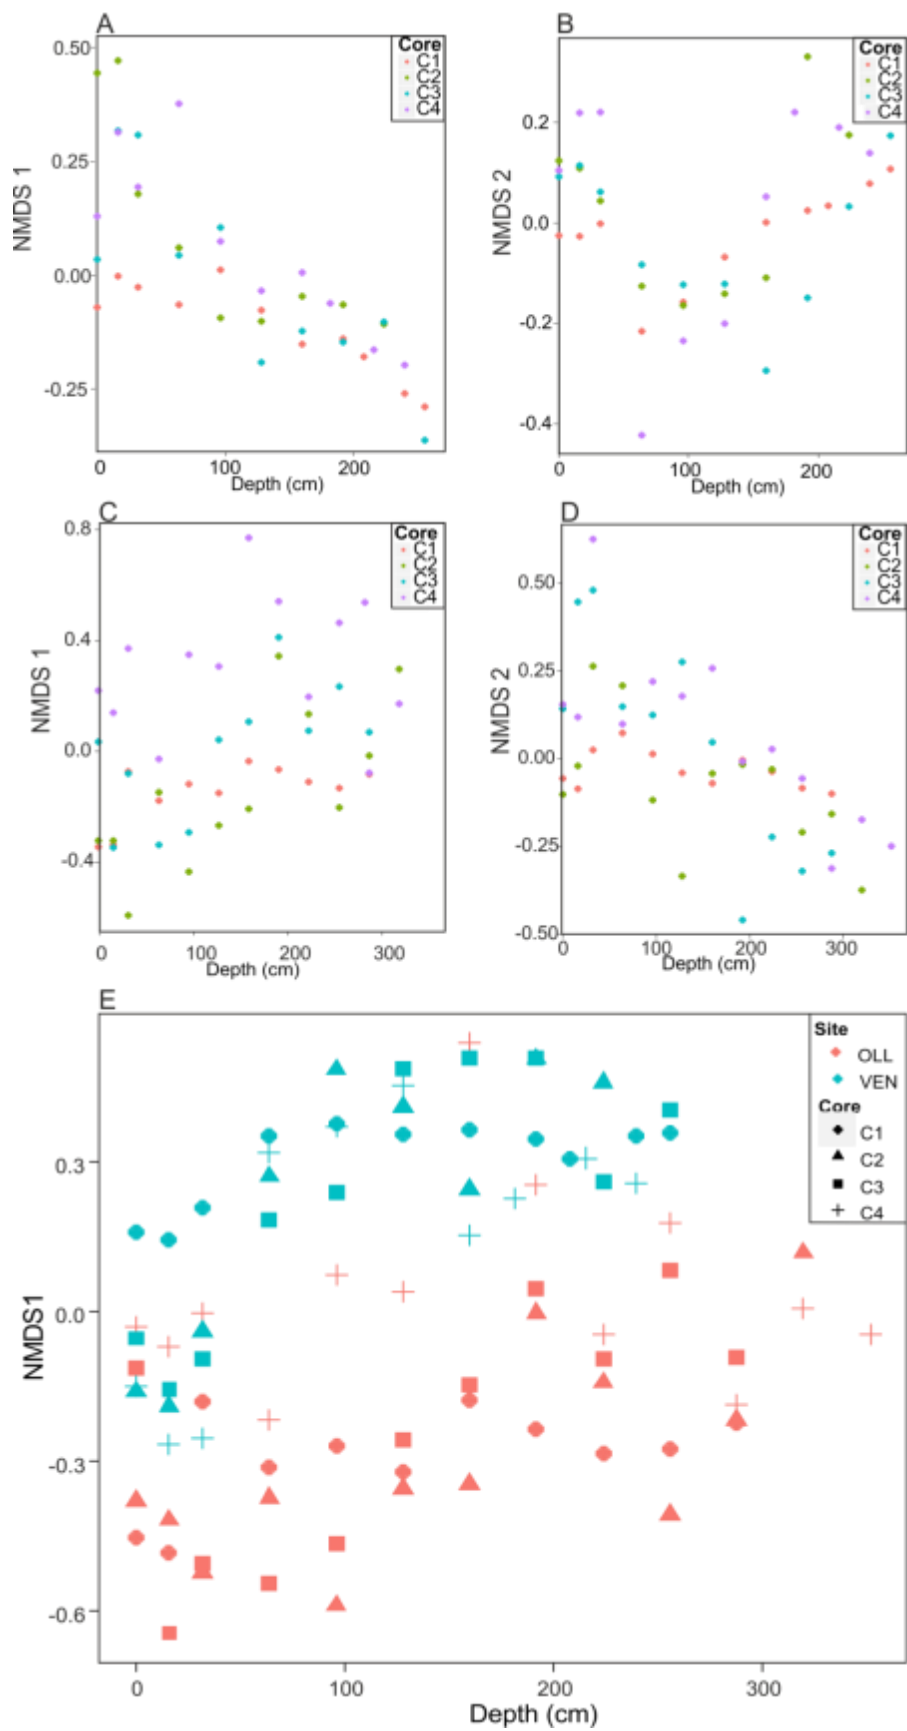 A
B
0.50
0.25
0.00
-0.25
NMDS 1
0
100
200
Depth (cm)
Core
C1
C2
C3
C4
0.2
0.0
-0.2
-0.4
NMDS 2
0
100
200
Depth (cm)
Core
C1
C2
C3
C4
C
D
0.8
0.4
0.0
-0.4
NMDS 1
0
100
200
300
Depth (cm)
Core
C1
C2
C3
C4
0.50
0.25
0.00
-0.25
-0.50
NMDS 2
0
100
200
300
Depth (cm)
Core
C1
C2
C3
C4
E
0.3
0.0
-0.3
-0.6
NMDS1
0
100
200
300
Depth (cm)
Site
OLL
VEN
Core
C1
C2
C3
C4